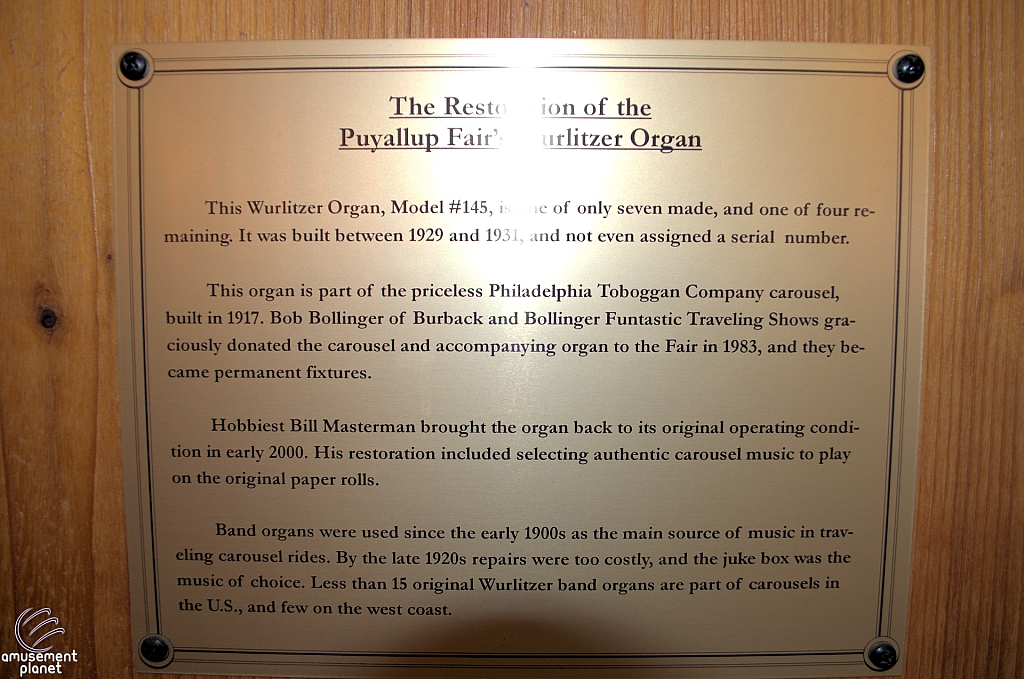 The Restoration of the
Puyallup Fair's Wurlitzer Organ
This Wurlitzer Organ, Model #145, is one of only seven made, and one of four re-
maining. It was built between 1929 and 1931, and not even assigned a serial number.
This organ is part of the priceless Philadelphia Toboggan Company carousel,
built in 1917. Bob Bollinger of Burback and Bollinger Funtastic Traveling Shows gra-
ciously donated the carousel and accompanying organ to the Fair in 1983, and they be-
came permanent fixtures.
Hobbiest Bill Masterman brought the organ back to its original operating condi-
tion in early 2000. His restoration included selecting authentic carousel music to play
on the original paper rolls.
Band organs were used since the early 1900s as the main source of music in trav-
eling carousel rides. By the late 1920s repairs were too costly, and the juke box was the
music of choice. Less than 15 original Wurlitzer band organs are part of carousels in
the U.S., and few on the west coast.
amusement
planet